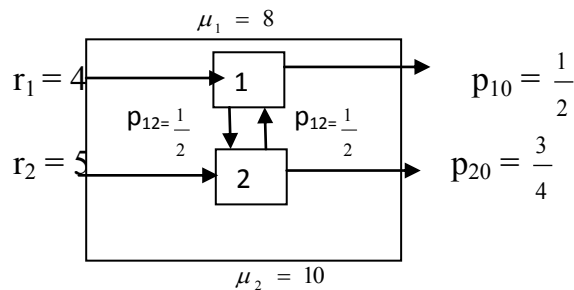 μ₁ = 8
r₁ = 4
1
p₁₀ = 1/2
p₁₂₌ 1/2
p₁₂₌ 1/2
r₂ = 5
2
p₂₀ = 3/4
μ₂ = 10